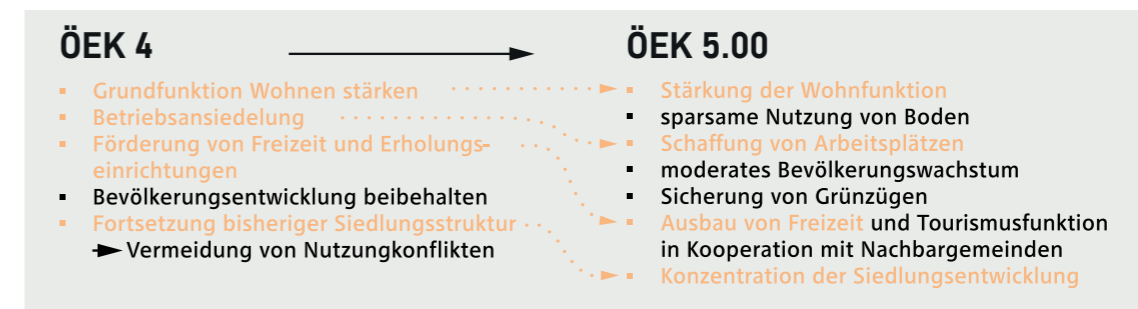 ÖEK 4
Grundfunktion Wohnen stärken
Betriebsansiedelung
Förderung von Freizeit und Erholungs-
einrichtungen
Bevölkerungsentwicklung beibehalten
Fortsetzung bisheriger Siedlungsstruktur
Vermeidung von Nutzungkonflikten
ÖEK 5.00
Stärkung der Wohnfunktion
sparsame Nutzung von Boden
Schaffung von Arbeitsplätzen
moderates Bevölkerungswachstum
Sicherung von Grünzügen
Ausbau von Freizeit und Tourismusfunktion
in Kooperation mit Nachbargemeinden
Konzentration der Siedlungsentwicklung